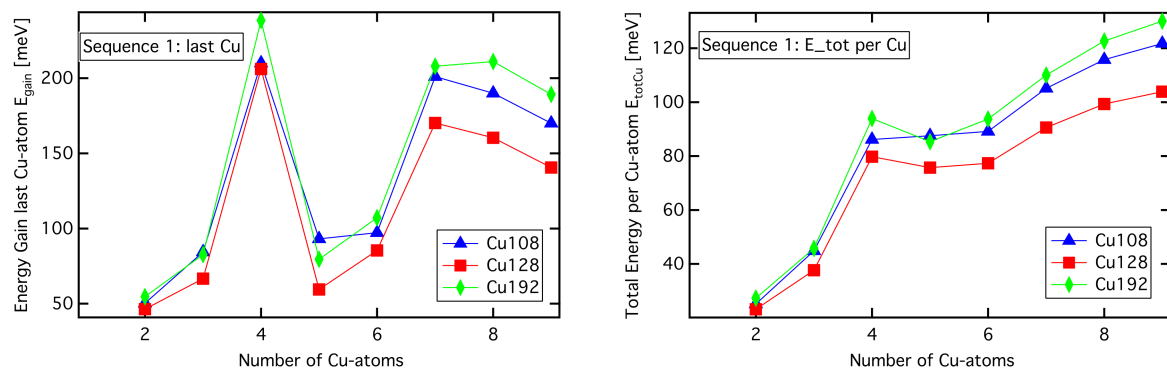 Energy Gain last Cu-atom E_gain [meV]
200
150
100
50
Sequence 1: last Cu
Cu108
Cu128
Cu192
2
4
6
8
Number of Cu-atoms
Total Energy per Cu-atom E_totCu [meV]
120
100
80
60
40
Sequence 1: E_tot per Cu
Cu108
Cu128
Cu192
2
4
6
8
Number of Cu-atoms